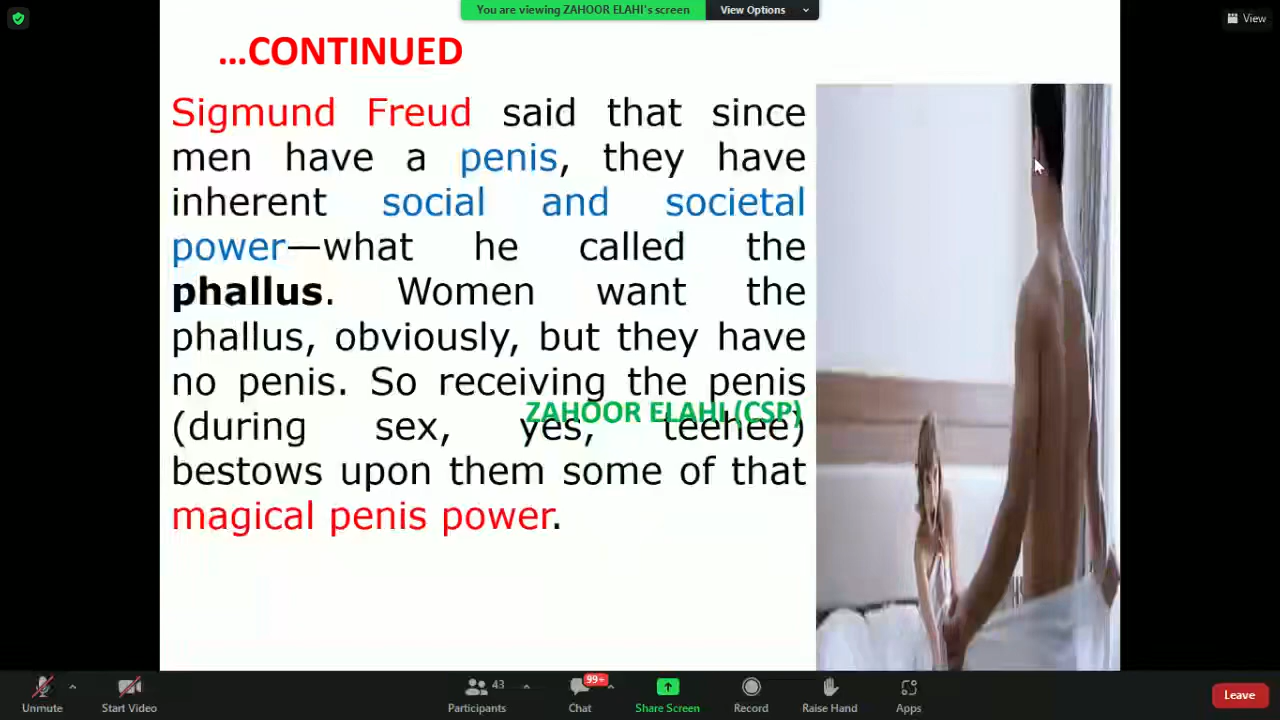 You are viewing ZAHOOR ELAHI's screen
View Options
View
...CONTINUED
Sigmund Freud said that since
men have a penis, they have
inherent social and societal
power—what he called the
phallus. Women want the
phallus, obviously, but they have
no penis. So receiving the penis
ZAHOOR ELAHI (CSP)
(during sex, yes, teehee)
bestows upon them some of that
magical penis power.
Unmute
Start Video
43
Participants
99+
Chat
Share Screen
Record
Raise Hand
Apps
Leave